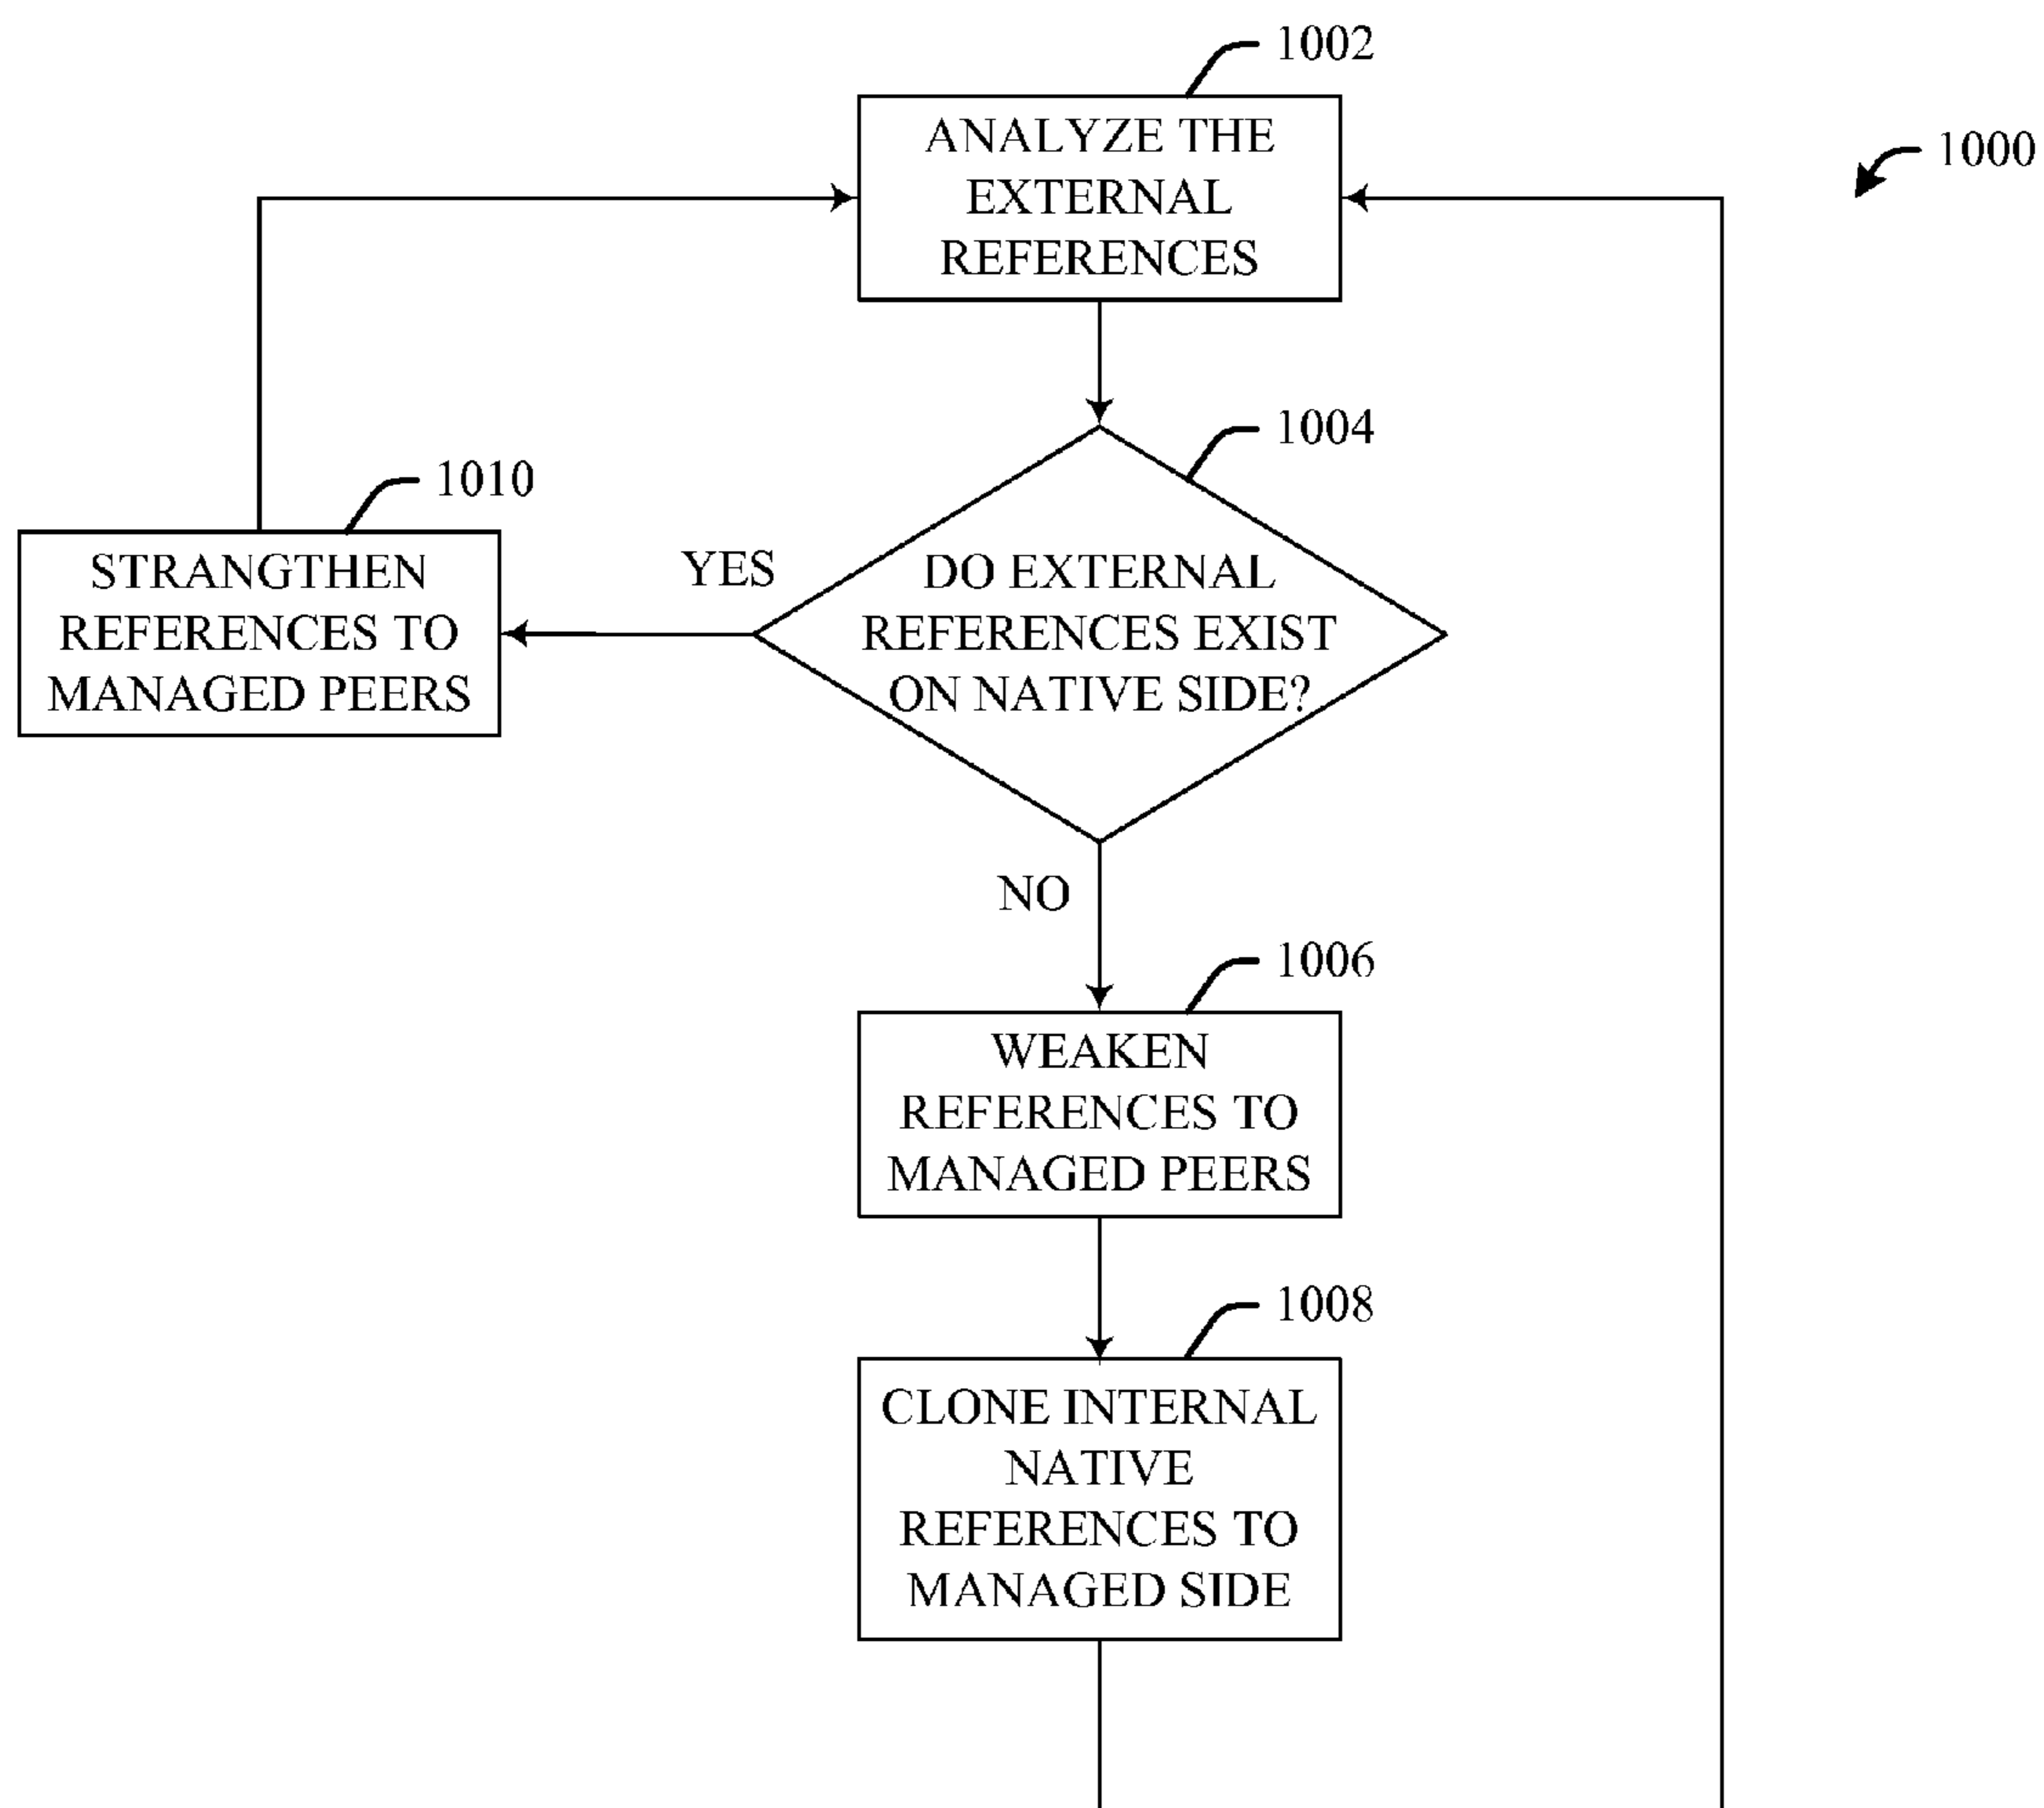 1002
ANALYZE THE
EXTERNAL
REFERENCES
1000
1004
DO EXTERNAL
REFERENCES EXIST
ON NATIVE SIDE?
YES
1010
STRANGTHEN
REFERENCES TO
MANAGED PEERS
NO
1006
WEAKEN
REFERENCES TO
MANAGED PEERS
1008
CLONE INTERNAL
NATIVE
REFERENCES TO
MANAGED SIDE